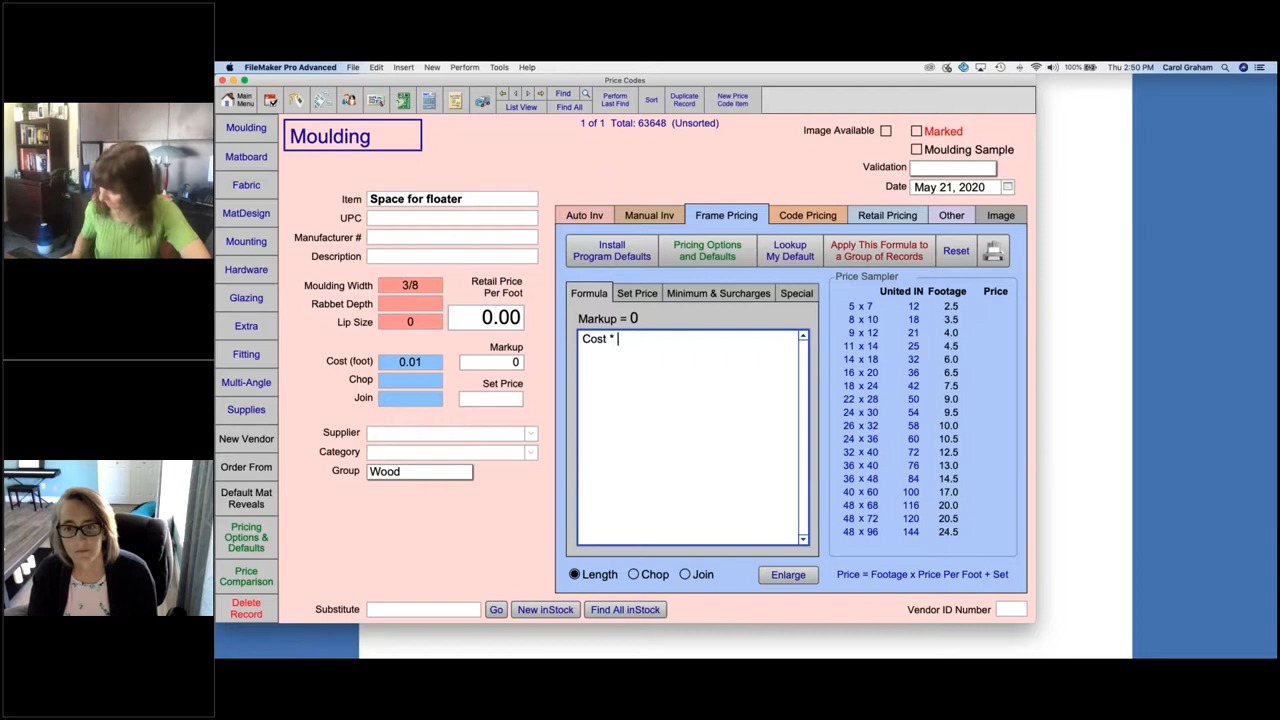 FileMaker Pro Advanced File Edit Insert New Perform Tools Help 100% Thu 2:50 PM Carol Graham
Price Codes
Main Menu
Find
List View
Find All
Perform Last Find
Sort
Duplicate Record
New Price Code Item
Moulding
Matboard
Fabric
MatDesign
Mounting
Hardware
Glazing
Extra
Fitting
Multi-Angle
Supplies
New Vendor
Order From
Default Mat
Reveals
Pricing
Options &
Defaults
Price
Comparison
Delete
Record
Moulding
1 of 1 Total: 63648 (Unsorted)
Image Available
Marked
Moulding Sample
Validation
Date May 21, 2020
Item Space for floater
UPC
Manufacturer #
Description
Moulding Width 3/8
Rabbet Depth
Lip Size 0
Retail Price
Per Foot
0.00
Cost (foot) 0.01
Chop
Join
Markup
0
Set Price
Supplier
Category
Group Wood
Auto Inv Manual Inv Frame Pricing Code Pricing Retail Pricing Other Image
Install
Program Defaults
Pricing Options
and Defaults
Lookup
My Default
Apply This Formula to
a Group of Records
Reset
Formula Set Price Minimum & Surcharges Special
Markup = 0
Cost *
Price Sampler
United IN Footage Price
5 x 7 12 2.5
8 x 10 18 3.5
9 x 12 21 4.0
11 x 14 25 4.5
14 x 18 32 6.0
16 x 20 36 6.5
18 x 24 42 7.5
22 x 28 50 9.0
24 x 30 54 9.5
26 x 32 58 10.0
24 x 36 60 10.5
32 x 40 72 12.5
36 x 40 76 13.0
36 x 48 84 14.5
40 x 60 100 17.0
48 x 68 116 20.0
48 x 72 120 20.5
48 x 96 144 24.5
Length Chop Join Enlarge Price = Footage x Price Per Foot + Set
Substitute Go New inStock Find All inStock Vendor ID Number